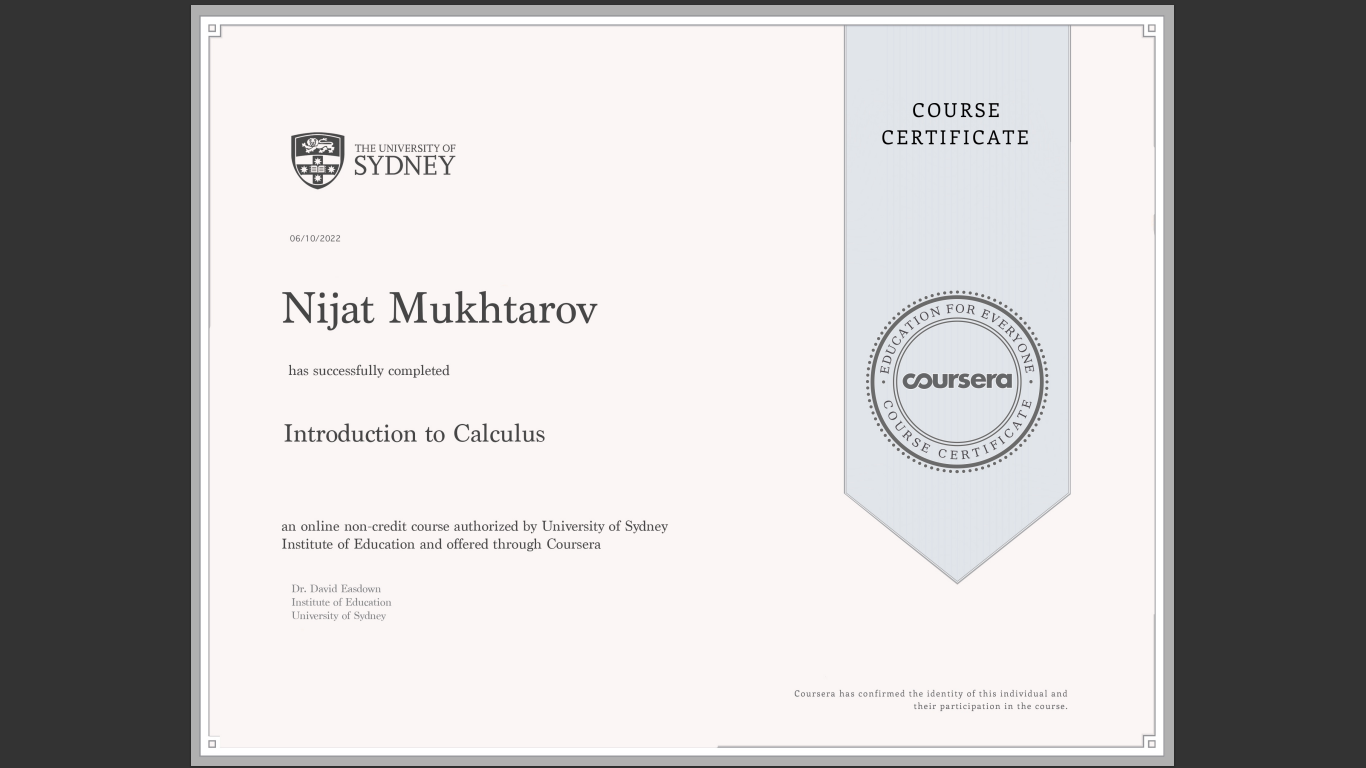 COURSE
CERTIFICATE
THE UNIVERSITY OF
SYDNEY
06/10/2022
Nijat Mukhtarov
has successfully completed
Introduction to Calculus
EDUCATION FOR EVERYONE
coursera
COURSE CERTIFICATE
an online non-credit course authorized by University of Sydney
Institute of Education and offered through Coursera
Dr. David Easdown
Institute of Education
University of Sydney
Coursera has confirmed the identity of this individual and
their participation in the course.